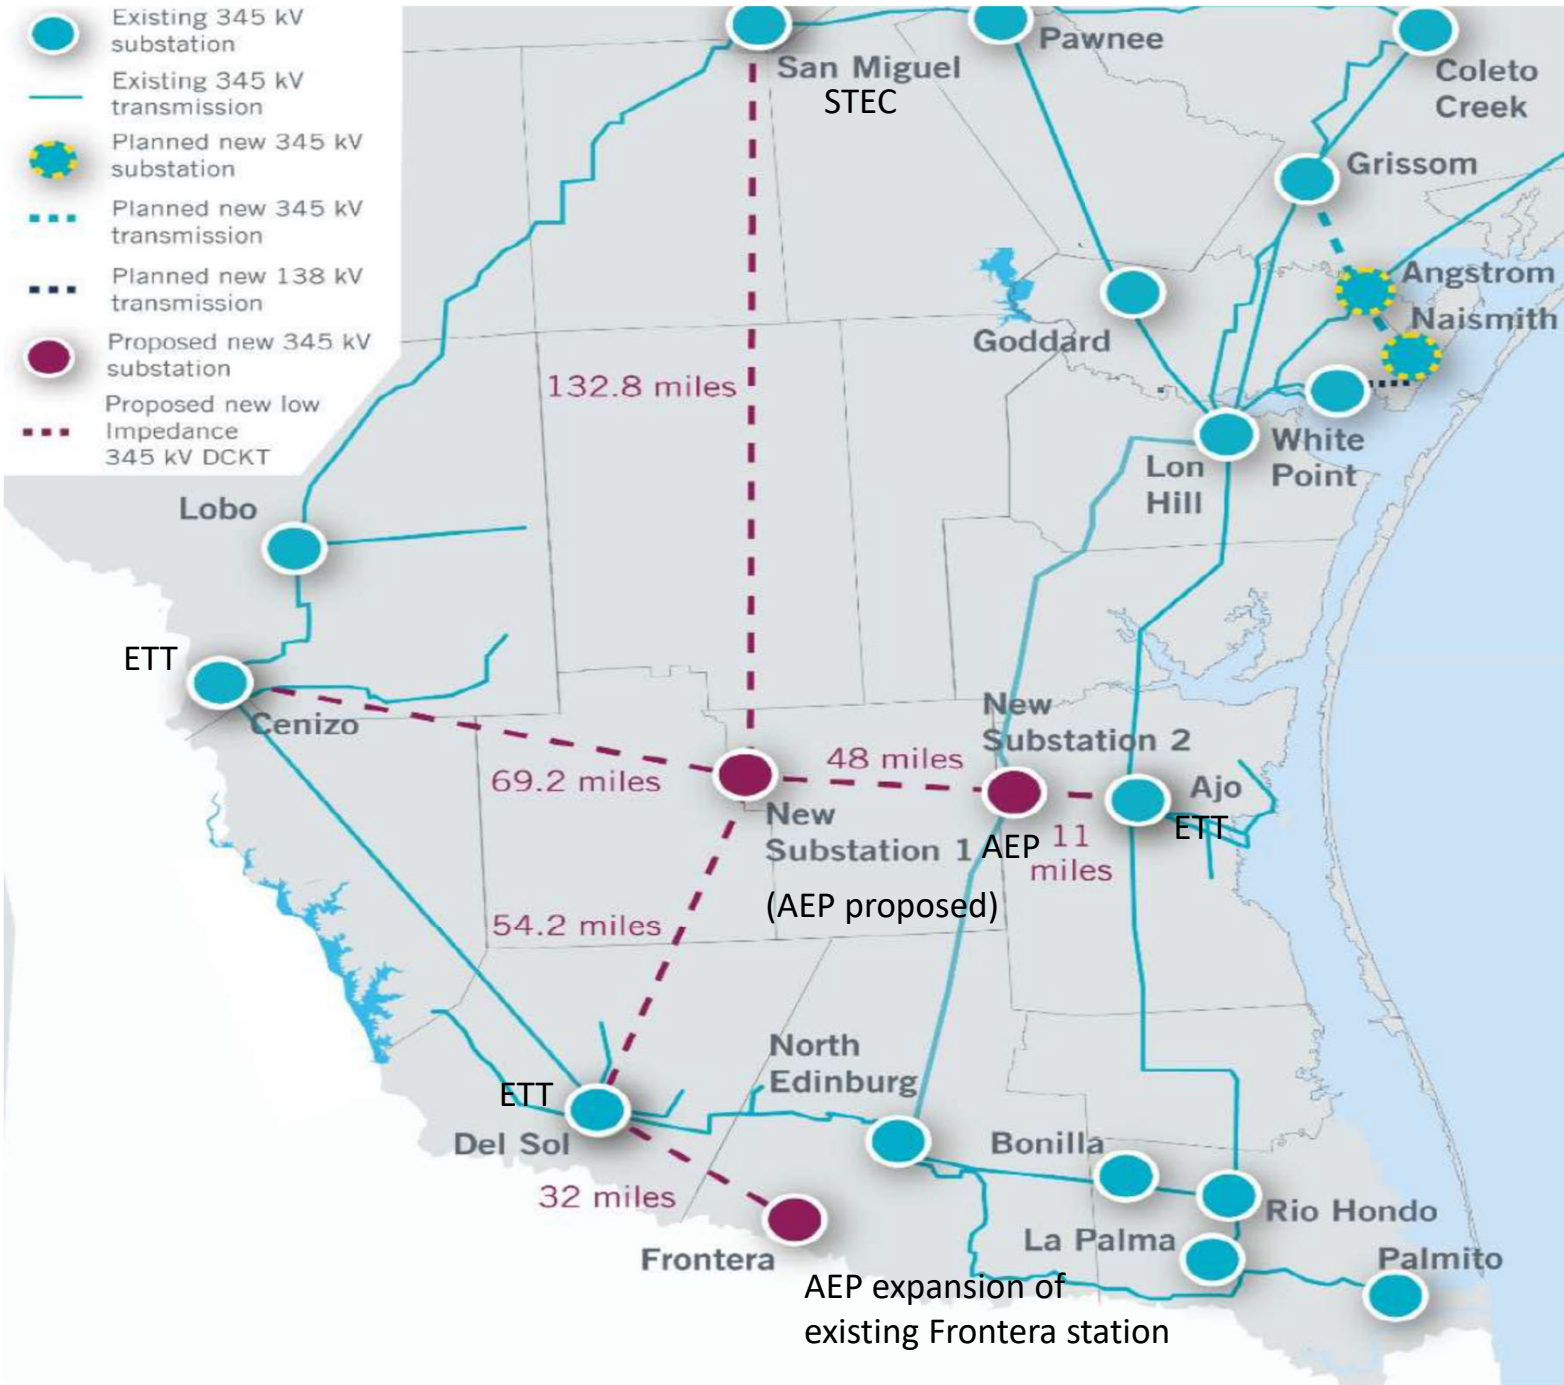 Existing 345 kV
substation
Existing 345 kV
transmission
Planned new 345 kV
substation
Planned new 345 kV
transmission
Planned new 138 kV
transmission
Proposed new 345 kV
substation
Proposed new low
Impedance
345 kV DCKT
San Miguel
STEC
Pawnee
Coleto
Creek
Grissom
Angstrom
Naismith
Goddard
132.8 miles
White
Point
Lon
Hill
Lobo
ETT
Cenizo
New
Substation 2
48 miles
69.2 miles
Ajo
ETT
New
Substation 1
AEP
11
miles
(AEP proposed)
54.2 miles
North
Edinburg
ETT
Del Sol
Bonilla
32 miles
Rio Hondo
La Palma
Frontera
Palmito
AEP expansion of
existing Frontera station